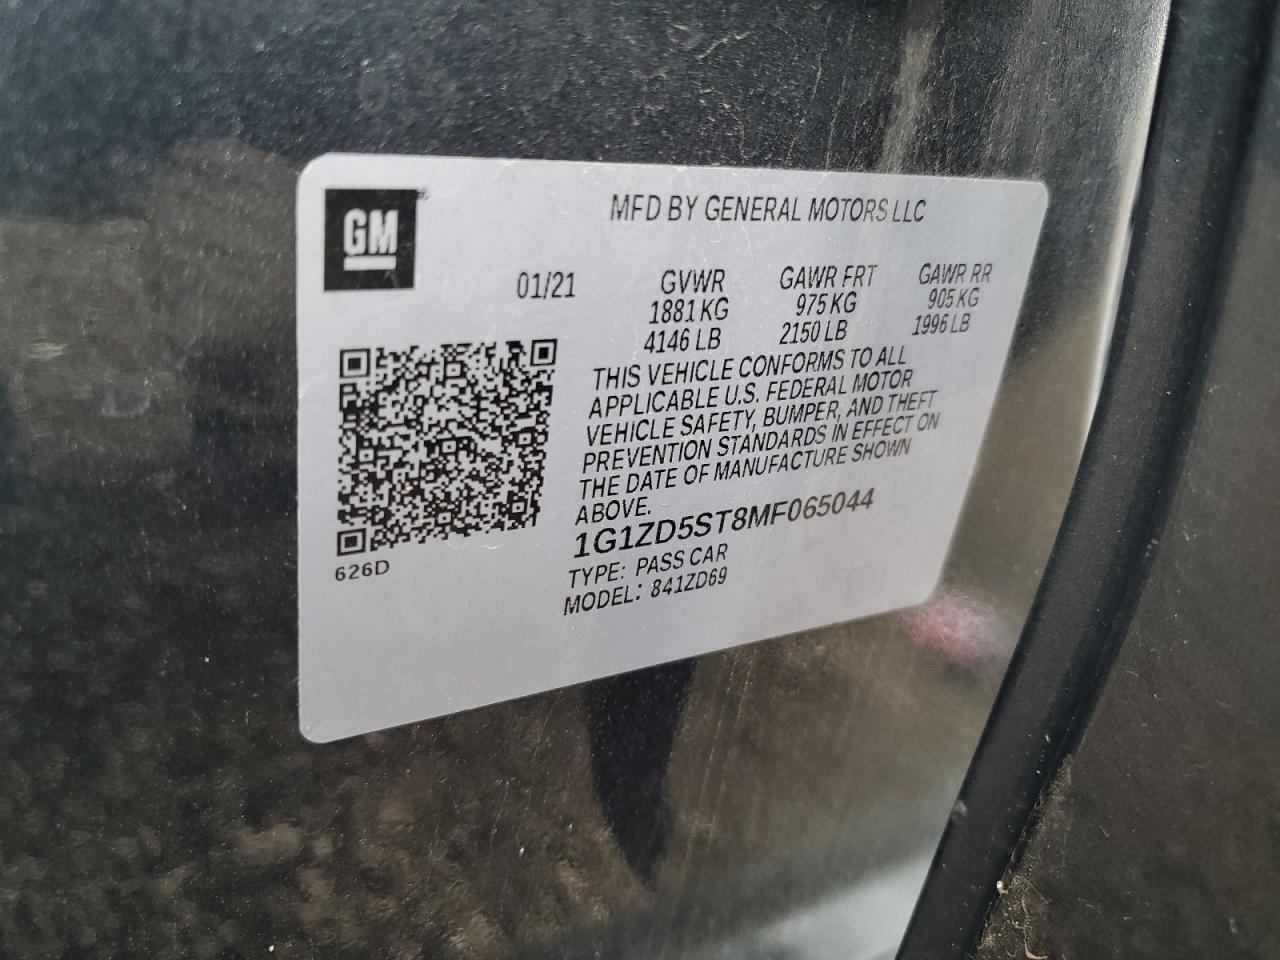 GM
MFD BY GENERAL MOTORS LLC
01/21
GVWR GAWR FRT GAWR RR
1881 KG 975 KG 905 KG
4146 LB 2150 LB 1996 LB
THIS VEHICLE CONFORMS TO ALL
APPLICABLE U.S. FEDERAL MOTOR
VEHICLE SAFETY, BUMPER, AND THEFT
PREVENTION STANDARDS IN EFFECT ON
THE DATE OF MANUFACTURE SHOWN
ABOVE.
1G1ZD5ST8MF065044
TYPE: PASS CAR
MODEL: 841ZD69
626D